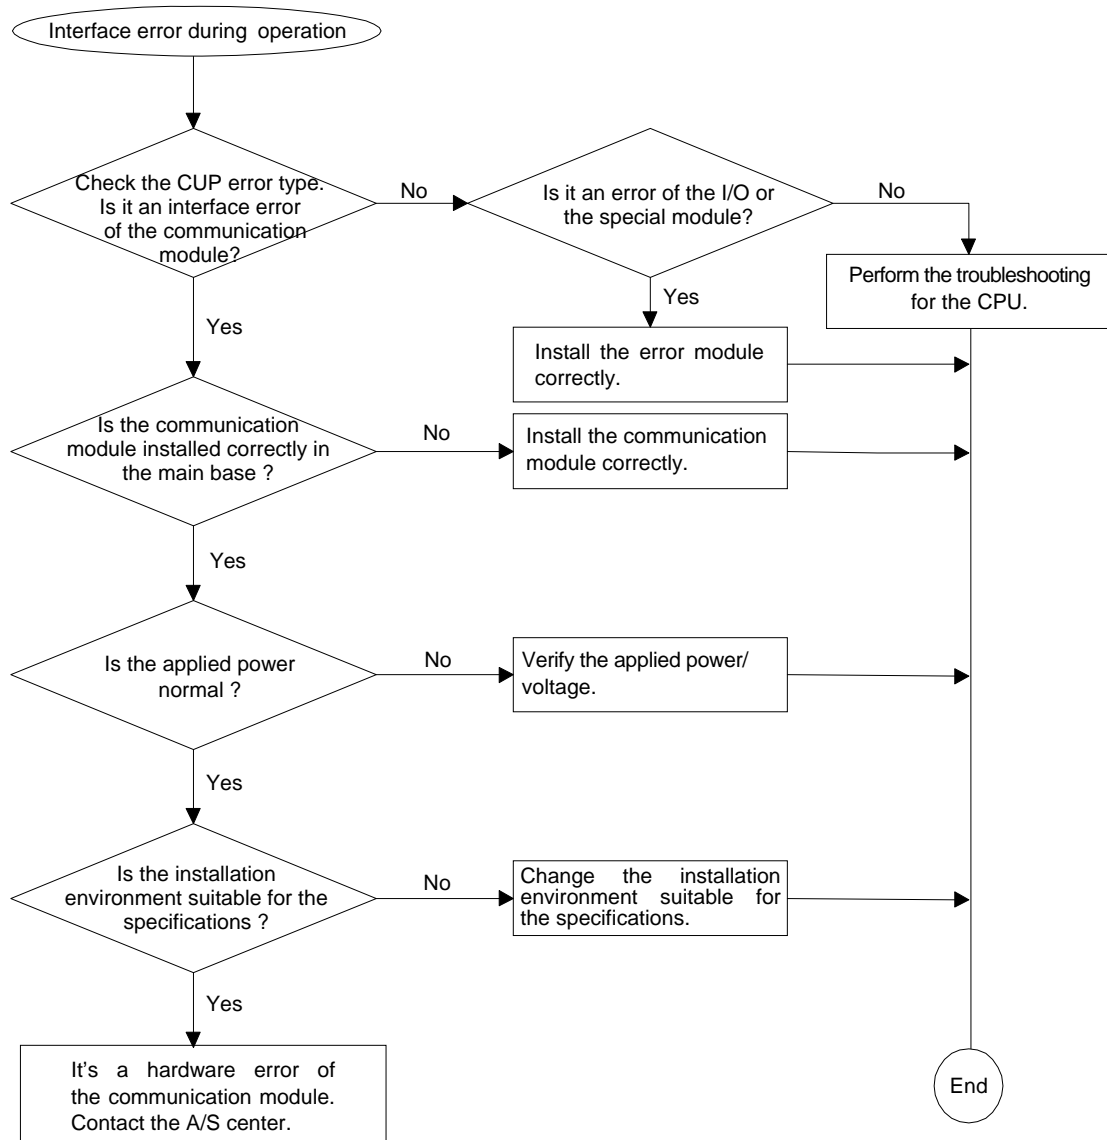 Interface error during operation
Check the CUP error type.
Is it an interface error
of the communication
module?
No
Is it an error of the I/O or
the special module?
No
Perform the troubleshooting
for the CPU.
Yes
Yes
Install the error module
correctly.
Is the communication
module installed correctly in
the main base ?
No
Install the communication
module correctly.
Yes
Is the applied power
normal ?
No
Verify the applied power/
voltage.
Yes
Is the installation
environment suitable for the
specifications ?
No
Change the installation
environment suitable for
the specifications.
Yes
It's a hardware error of
the communication module.
Contact the A/S center.
End